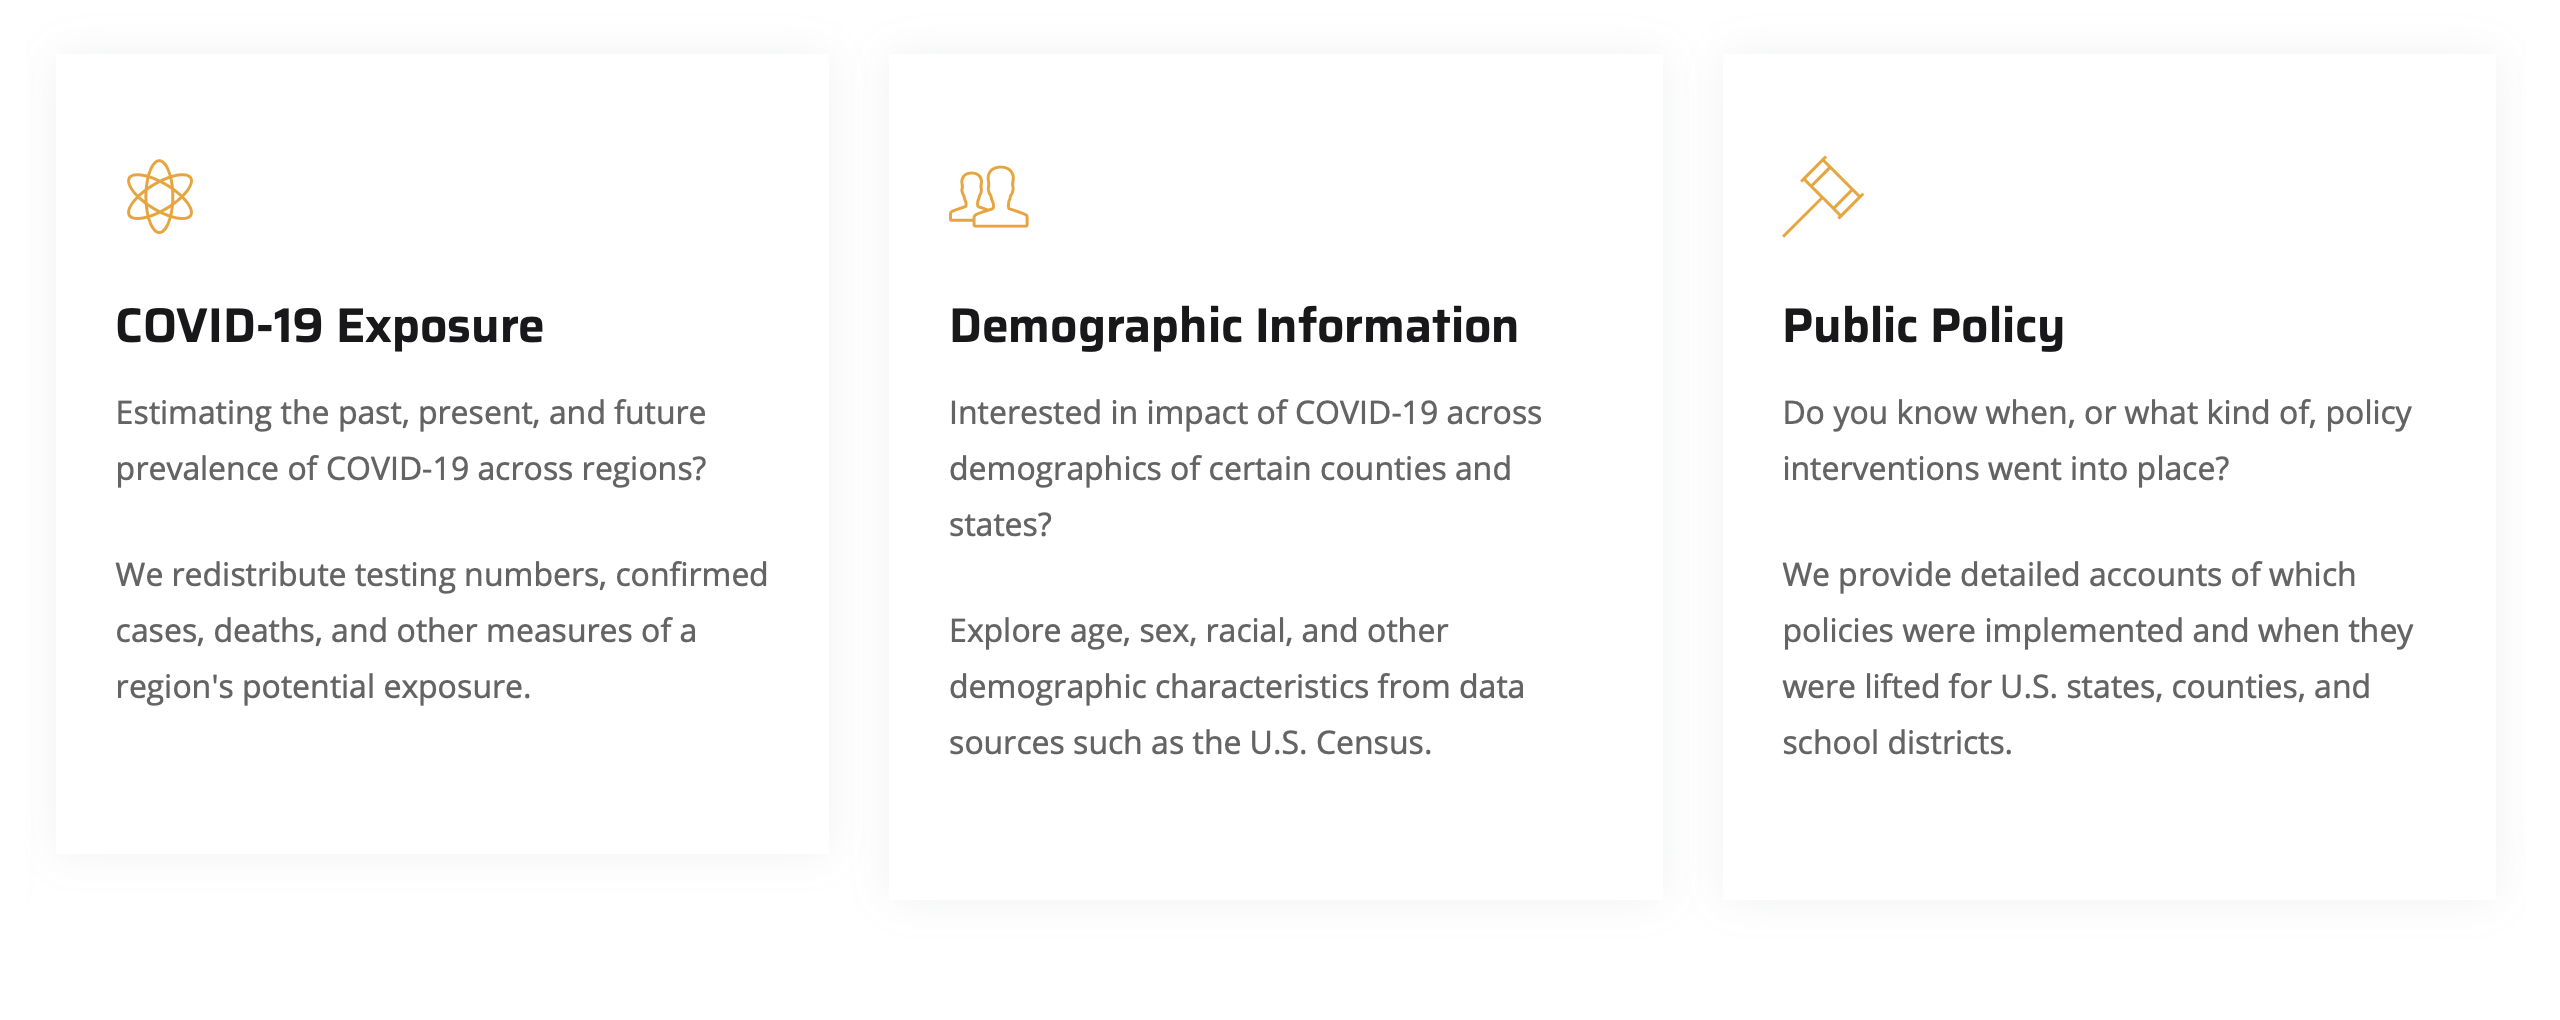 COVID-19 Exposure
Estimating the past, present, and future
prevalence of COVID-19 across regions?
We redistribute testing numbers, confirmed
cases, deaths, and other measures of a
region's potential exposure.
Demographic Information
Interested in impact of COVID-19 across
demographics of certain counties and
states?
Explore age, sex, racial, and other
demographic characteristics from data
sources such as the U.S. Census.
Public Policy
Do you know when, or what kind of, policy
interventions went into place?
We provide detailed accounts of which
policies were implemented and when they
were lifted for U.S. states, counties, and
school districts.